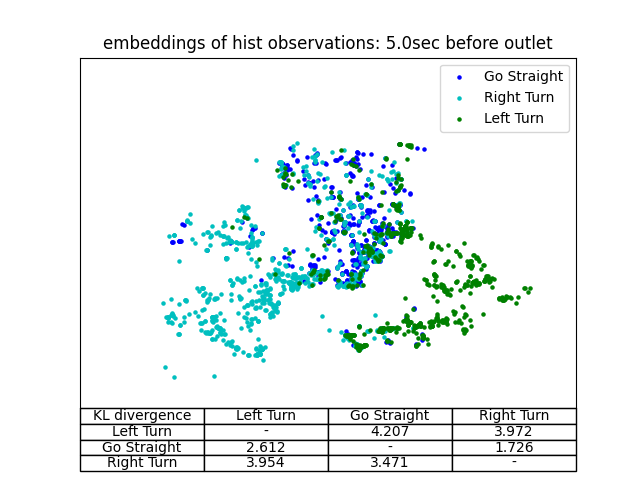 embeddings of hist observations: 5.0sec before outlet
Go Straight
Right Turn
Left Turn
KL divergence Left Turn Go Straight Right Turn
Left Turn - 4.207 3.972
Go Straight 2.612 - 1.726
Right Turn 3.954 3.471 -